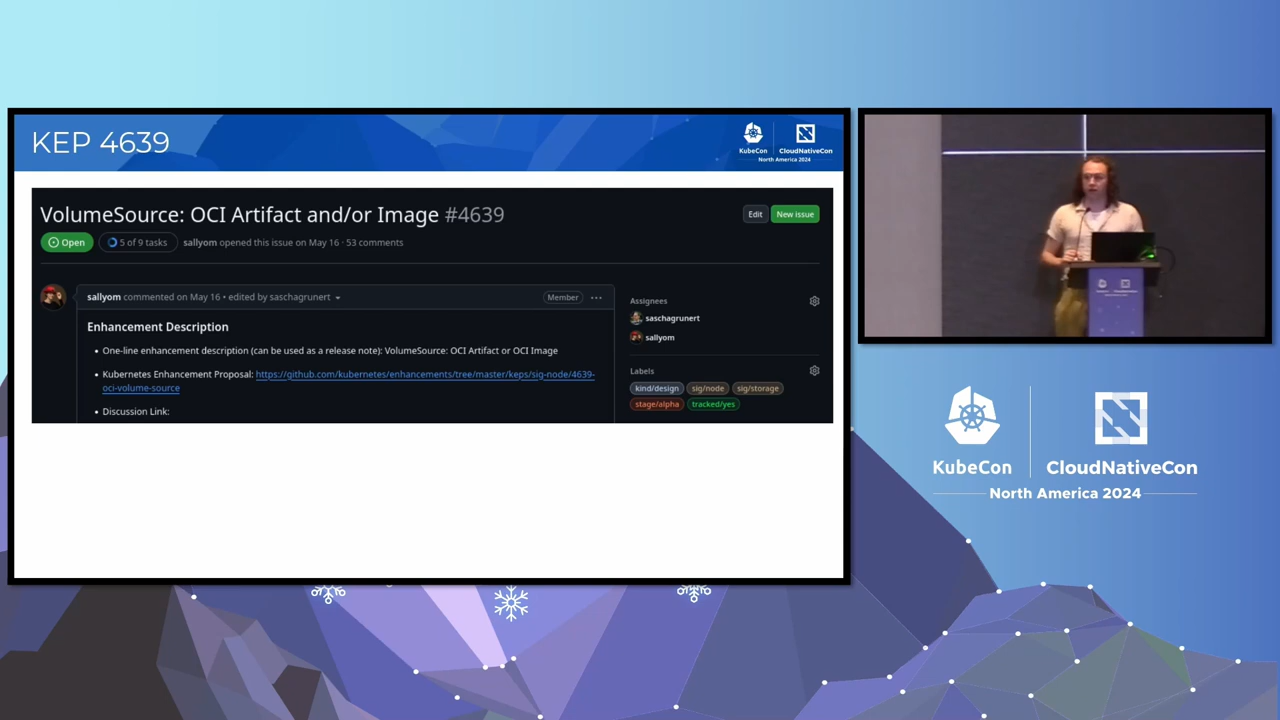 KEP 4639
KubeCon
CloudNativeCon
North America 2024
VolumeSource: OCI Artifact and/or Image #4639
Edit
New issue
Open
5 of 9 tasks
sallyom opened this issue on May 16 · 53 comments
sallyom commented on May 16 • edited by saschagrunert
Member
Enhancement Description
• One-line enhancement description (can be used as a release note): VolumeSource: OCI Artifact or OCI Image
• Kubernetes Enhancement Proposal: https://github.com/kubernetes/enhancements/tree/master/keps/sig-node/4639-
oci-volume-source
• Discussion Link:
Assignees
saschagrunert
sallyom
Labels
kind/design sig/node sig/storage
stage/alpha tracked/yes
KubeCon
CloudNativeCon
North America 2024